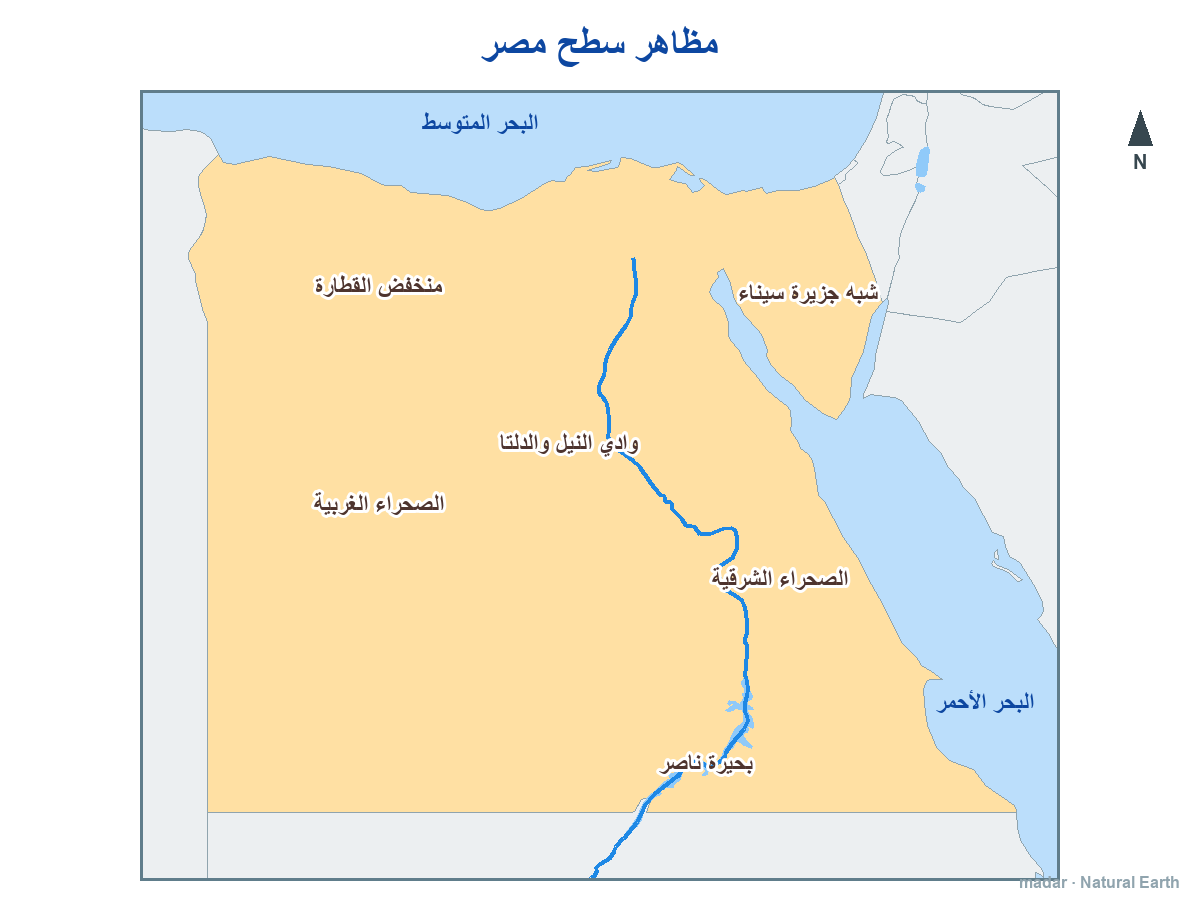 مظاهر سطح مصر
البحر المتوسط
N
منخفض القطارة
شبه جزيرة سيناء
وادي النيل والدلتا
الصحراء الغربية
الصحراء الشرقية
البحر الأحمر
بحيرة ناصر
madar · Natural Earth